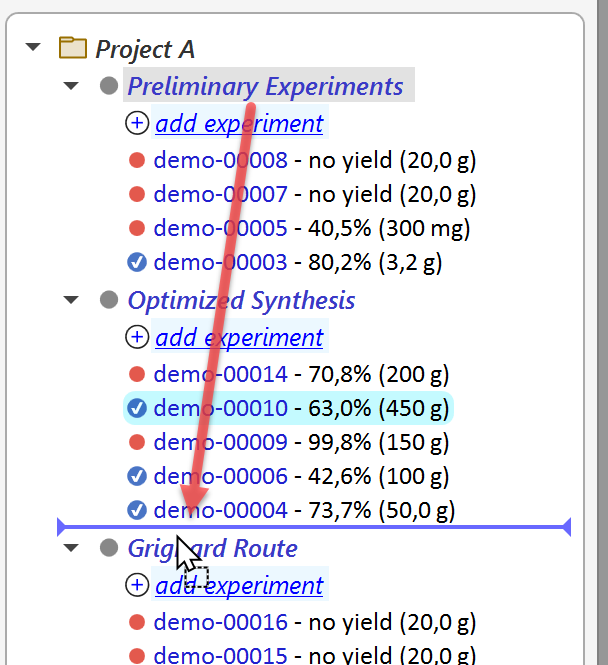 Project A
Preliminary Experiments
add experiment
demo-00008 - no yield (20,0 g)
demo-00007 - no yield (20,0 g)
demo-00005 - 40,5% (300 mg)
demo-00003 - 80,2% (3,2 g)
Optimized Synthesis
add experiment
demo-00014 - 70,8% (200 g)
demo-00010 - 63,0% (450 g)
demo-00009 - 99,8% (150 g)
demo-00006 - 42,6% (100 g)
demo-00004 - 73,7% (50,0 g)
Grignard Route
add experiment
demo-00016 - no yield (20,0 g)
demo-00015 - no yield (20,0 g)